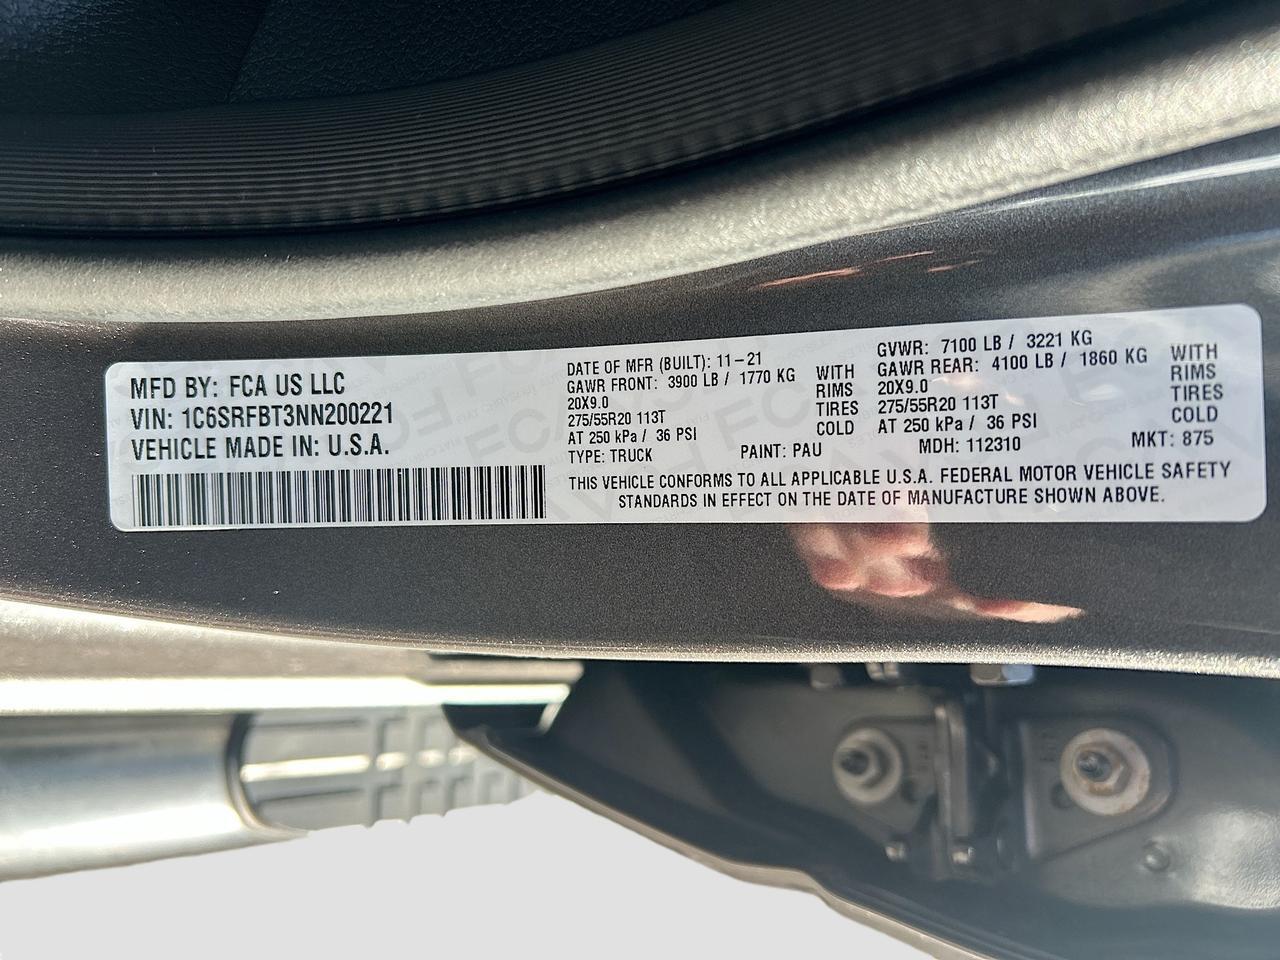 MFD BY: FCA US LLC
VIN: 1C6SRFBT3NN200221
VEHICLE MADE IN: U.S.A.
DATE OF MFR (BUILT): 11-21
GAWR FRONT: 3900 LB / 1770 KG
20X9.0
275/55R20 113T
AT 250 kPa / 36 PSI
WITH
RIMS
TIRES
COLD
GVWR: 7100 LB / 3221 KG
GAWR REAR: 4100 LB / 1860 KG
20X9.0
275/55R20 113T
AT 250 kPa / 36 PSI
WITH
RIMS
TIRES
COLD
TYPE: TRUCK PAINT: PAU MDH: 112310 MKT: 875
THIS VEHICLE CONFORMS TO ALL APPLICABLE U.S.A. FEDERAL MOTOR VEHICLE SAFETY
STANDARDS IN EFFECT ON THE DATE OF MANUFACTURE SHOWN ABOVE.